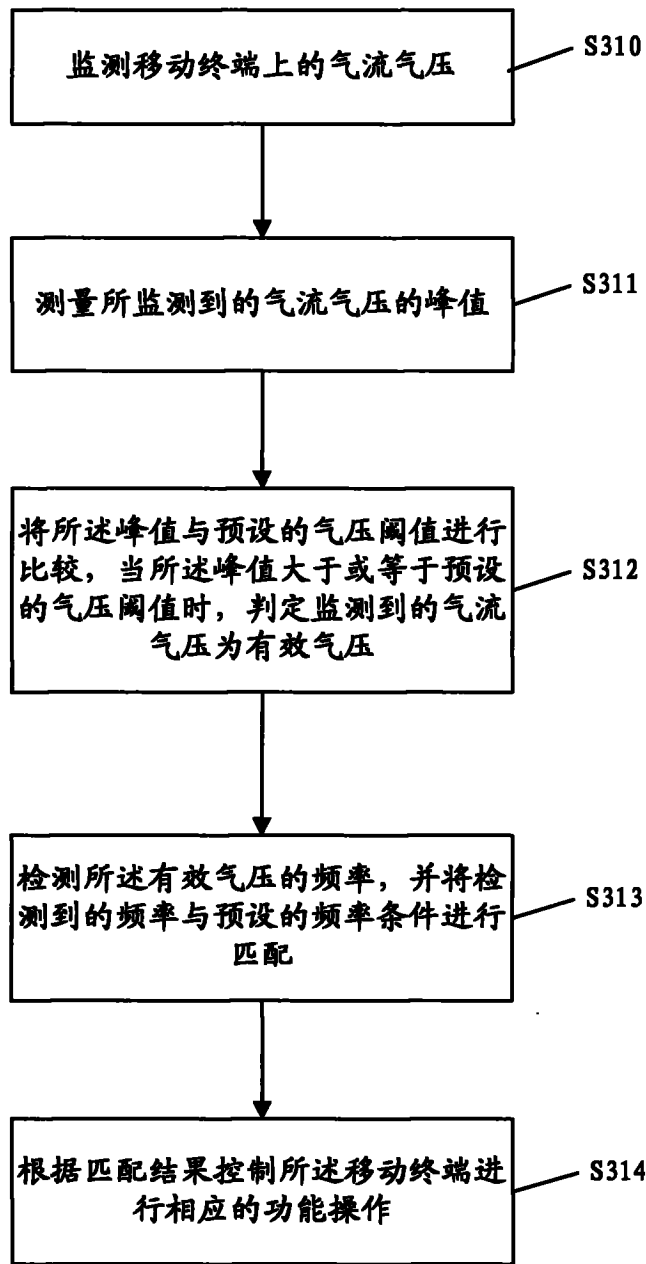 监测移动终端上的气流气压
S310
测量所监测到的气流气压的峰值
S311
将所述峰值与预设的气压阈值进行
比较，当所述峰值大于或等于预设
的气压阈值时，判定监测到的气流
气压为有效气压
S312
检测所述有效气压的频率，并将检
测到的频率与预设的频率条件进行
匹配
S313
根据匹配结果控制所述移动终端进
行相应的功能操作
S314